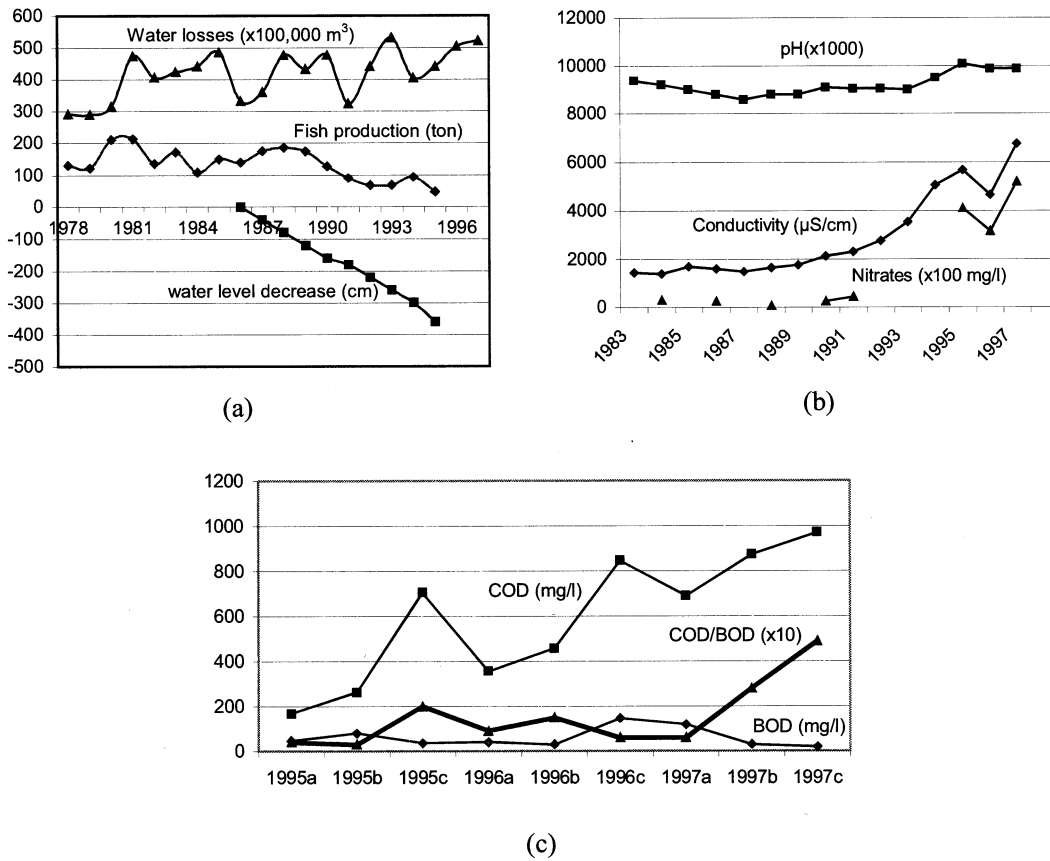 600
500
400
300
200
100
0
-100
-200
-300
-400
-500
Water losses (x100,000 m³)
Fish production (ton)
1978 1981 1984 1987 1990 1993 1996
water level decrease (cm)
(a)
12000
10000
8000
6000
4000
2000
0
pH(x1000)
Conductivity (µS/cm)
Nitrates (x100 mg/l)
1983 1985 1987 1989 1991 1993 1995 1997
(b)
1200
1000
800
600
400
200
0
COD (mg/l)
COD/BOD (x10)
BOD (mg/l)
1995a 1995b 1995c 1996a 1996b 1996c 1997a 1997b 1997c
(c)